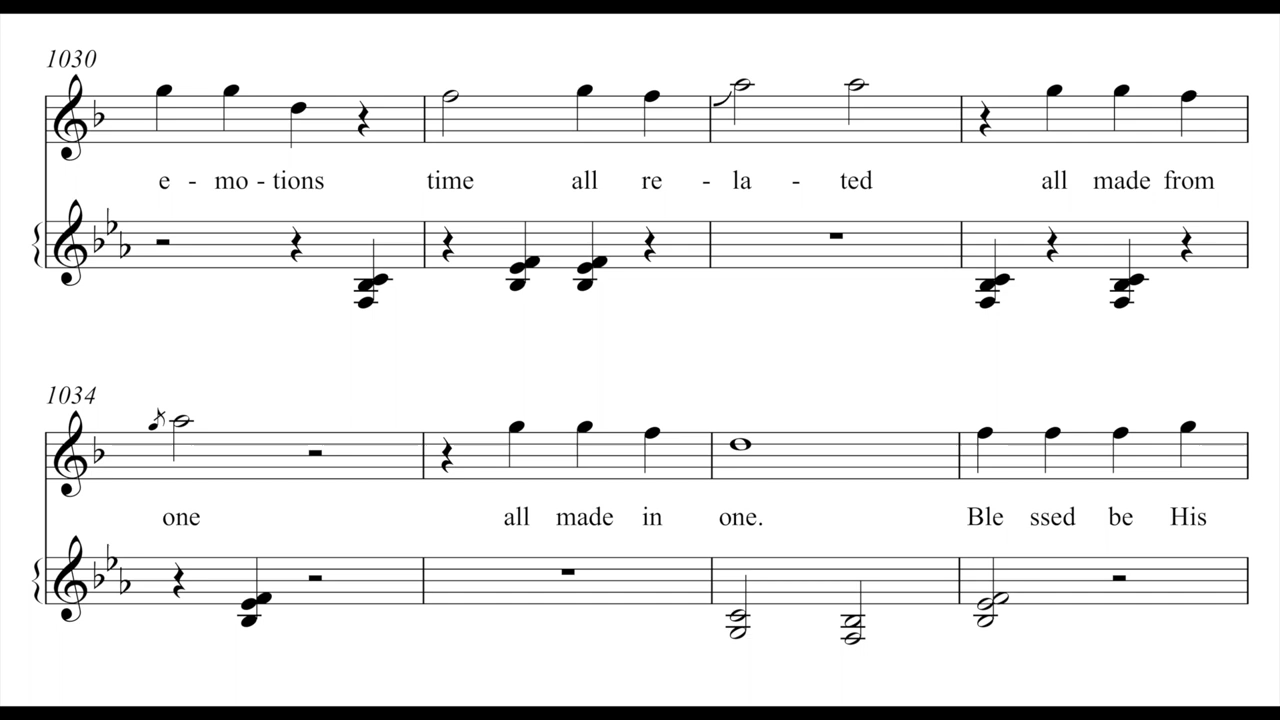 1030
e - mo - tions time all re - la - ted all made from
1034
one all made in one. Ble ssed be His